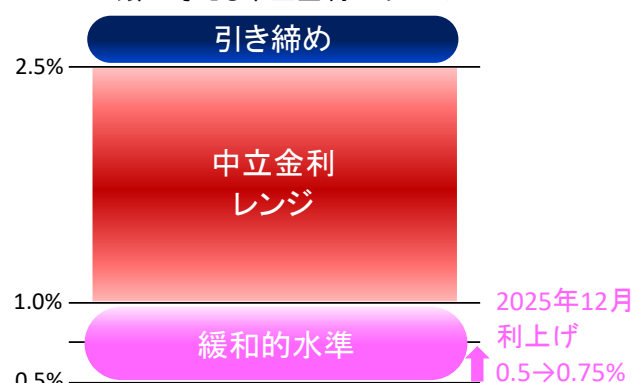 引き締め
2.5%
中立金利
レンジ
1.0%
2025年12月
利上げ
緩和的水準
0.5→0.75%
0.5%